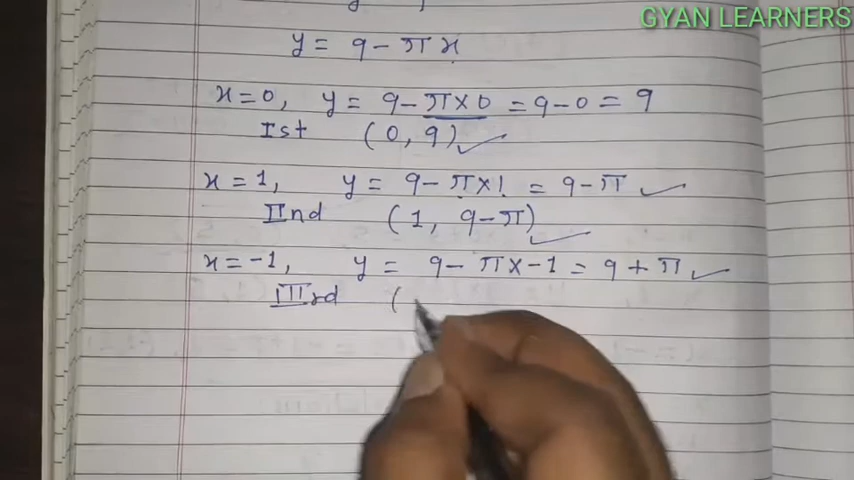 GYAN LEARNERS
y = 9 - πx
x = 0, y = 9 - π×0 = 9 - 0 = 9
Ist (0, 9)
x = 1, y = 9 - π×1 = 9 - π
IInd (1, 9 - π)
x = -1, y = 9 - π×-1 = 9 + π
IIIrd (